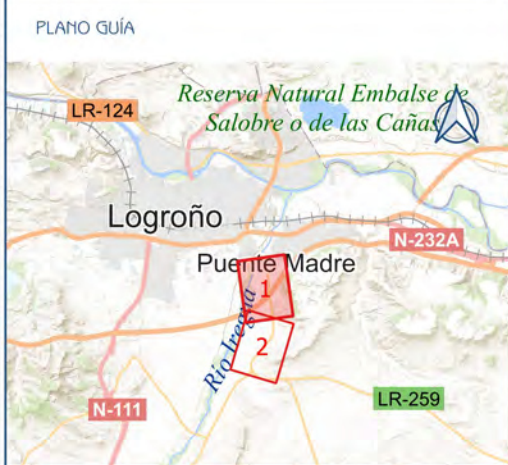 PLANO GUÍA
Reserva Natural Embalse de
Salobre o de las Cañas
LR-124
Logroño
N-232A
Puente Madre
1
Río Iregua
2
LR-259
N-111